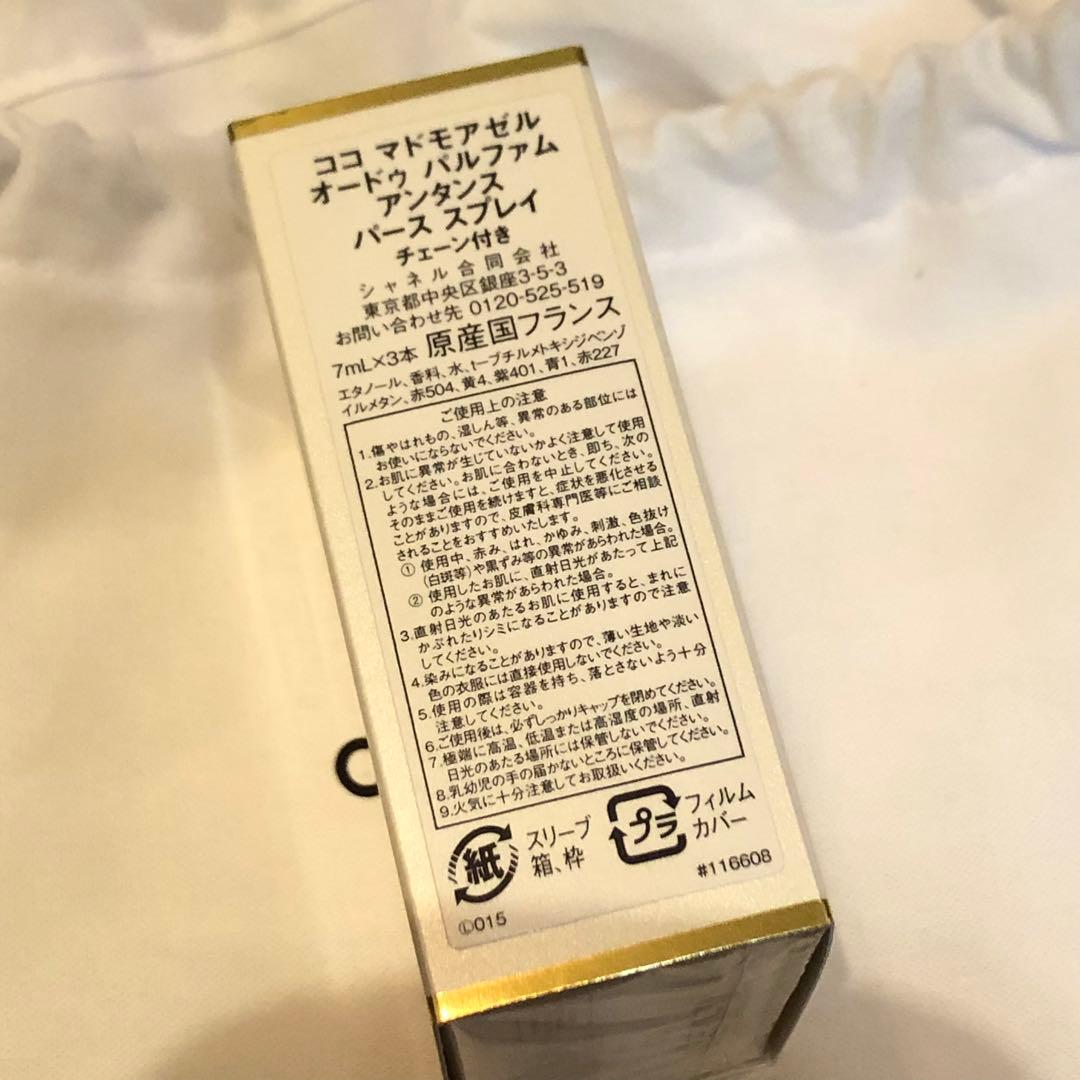 ココ マドモアゼル
オードゥ パルファム
アンタンス
パース スプレイ
チェーン付き
シャネル合同会社
東京都中央区銀座3-5-3
お問い合わせ先 0120-525-519
7mL×3本 原産国フランス
エタノール、香料、水、t-ブチルメトキシジベンゾ
イルメタン、赤504、黄4、紫401、青1、赤227
ご使用上の注意
1.傷やはれもの、湿しん等、異常のある部位には
お使いにならないでください。
2.お肌に異常が生じていないかよく注意して使用
してください。お肌に合わないとき、即ち、次の
ような場合には、ご使用を中止してください。
そのままご使用を続けますと、症状を悪化させる
ことがありますので、皮膚科専門医等にご相談
されることをおすすめいたします。
① 使用中、赤み、はれ、かゆみ、刺激、色抜け
(白斑等)や黒ずみ等の異常があらわれた場合。
② 使用したお肌に、直射日光があたって上記
のような異常があらわれた場合。
3.直射日光のあたるお肌に使用すると、まれに
かぶれたりシミになることがありますので注意
してください。
4.染みになることがありますので、薄い生地や淡い
色の衣服には直接使用しないでください。
5.使用の際は容器を持ち、落とさないよう十分
注意してください。
6.ご使用後は、必ずしっかりキャップを閉めてください。
7.極端に高温、低温または高湿度の場所、直射
日光のあたる場所には保管しないでください。
8.乳幼児の手の届かないところに保管してください。
9.火気に十分注意してお取扱いください。
紙 スリーブ
箱、枠
プラ フィルム
カバー
#116608
Ⓛ015